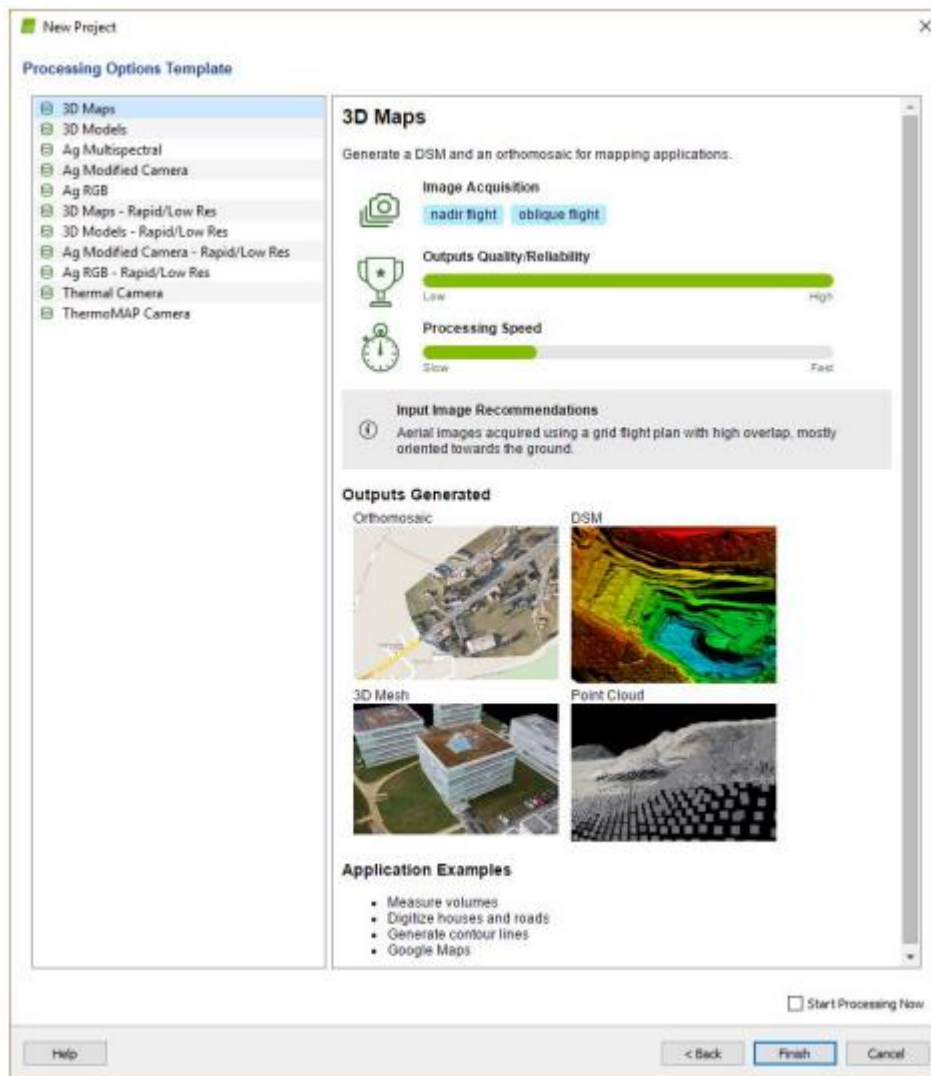 New Project
Processing Options Template
3D Maps
3D Models
Ag Multispectral
Ag Modified Camera
Ag RGB
3D Maps - Rapid/Low Res
3D Models - Rapid/Low Res
Ag Modified Camera - Rapid/Low Res
Ag RGB - Rapid/Low Res
Thermal Camera
ThermoMAP Camera
3D Maps
Generate a DSM and an orthomosaic for mapping applications.
Image Acquisition
nadir flight oblique flight
Outputs Quality/Reliability
Low High
Processing Speed
Slow Fast
Input Image Recommendations
Aerial images acquired using a grid flight plan with high overlap, mostly
oriented towards the ground.
Outputs Generated
Orthomosaic DSM
3D Mesh Point Cloud
Application Examples
• Measure volumes
• Digitize houses and roads
• Generate contour lines
• Google Maps
Start Processing Now
Help < Back Finish Cancel